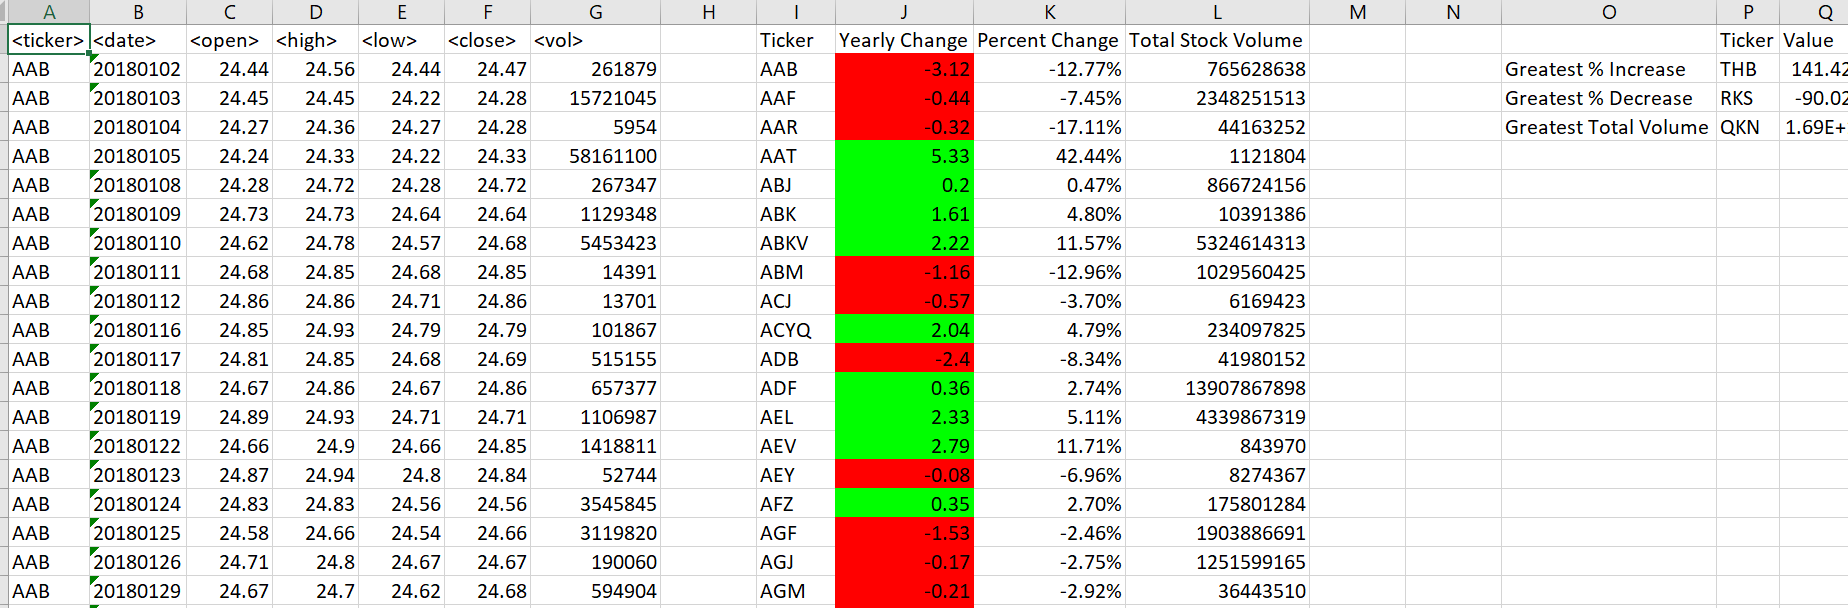 A B C D E F G H I J K L M N O P Q
<ticker> <date> <open> <high> <low> <close> <vol> Ticker Yearly Change Percent Change Total Stock Volume Ticker Value
AAB 20180102 24.44 24.56 24.44 24.47 261879 AAB -3.12 -12.77% 765628638 Greatest % Increase THB 141.42
AAB 20180103 24.45 24.45 24.22 24.28 15721045 AAF -0.44 -7.45% 2348251513 Greatest % Decrease RKS -90.02
AAB 20180104 24.27 24.36 24.27 24.28 5954 AAR -0.32 -17.11% 44163252 Greatest Total Volume QKN 1.69E+
AAB 20180105 24.24 24.33 24.22 24.33 58161100 AAT 5.33 42.44% 1121804
AAB 20180108 24.28 24.72 24.28 24.72 267347 ABJ 0.2 0.47% 866724156
AAB 20180109 24.73 24.73 24.64 24.64 1129348 ABK 1.61 4.80% 10391386
AAB 20180110 24.62 24.78 24.57 24.68 5453423 ABKV 2.22 11.57% 5324614313
AAB 20180111 24.68 24.85 24.68 24.85 14391 ABM -1.16 -12.96% 1029560425
AAB 20180112 24.86 24.86 24.71 24.86 13701 ACJ -0.57 -3.70% 6169423
AAB 20180116 24.85 24.93 24.79 24.79 101867 ACYQ 2.04 4.79% 234097825
AAB 20180117 24.81 24.85 24.68 24.69 515155 ADB -2.4 -8.34% 41980152
AAB 20180118 24.67 24.86 24.67 24.86 657377 ADF 0.36 2.74% 13907867898
AAB 20180119 24.89 24.93 24.71 24.71 1106987 AEL 2.33 5.11% 4339867319
AAB 20180122 24.66 24.9 24.66 24.85 1418811 AEV 2.79 11.71% 843970
AAB 20180123 24.87 24.94 24.8 24.84 52744 AEY -0.08 -6.96% 8274367
AAB 20180124 24.83 24.83 24.56 24.56 3545845 AFZ 0.35 2.70% 175801284
AAB 20180125 24.58 24.66 24.54 24.66 3119820 AGF -1.53 -2.46% 1903886691
AAB 20180126 24.71 24.8 24.67 24.67 190060 AGJ -0.17 -2.75% 1251599165
AAB 20180129 24.67 24.7 24.62 24.68 594904 AGM -0.21 -2.92% 36443510